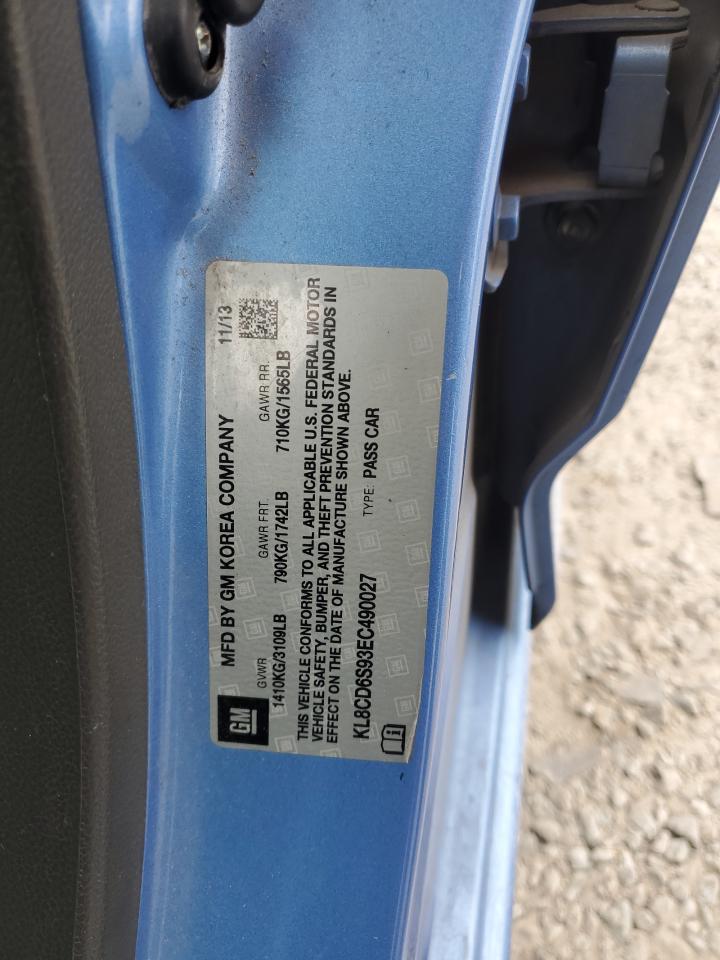 MFD BY GM KOREA COMPANY 11/13
GVWR GAWR FRT. GAWR RR.
1410KG/3109LB 790KG/1742LB 710KG/1565LB
THIS VEHICLE CONFORMS TO ALL APPLICABLE U.S. FEDERAL MOTOR
VEHICLE SAFETY, BUMPER, AND THEFT PREVENTION STANDARDS IN
EFFECT ON THE DATE OF MANUFACTURE SHOWN ABOVE.
KL8CD6S93EC490027 TYPE: PASS CAR
GM